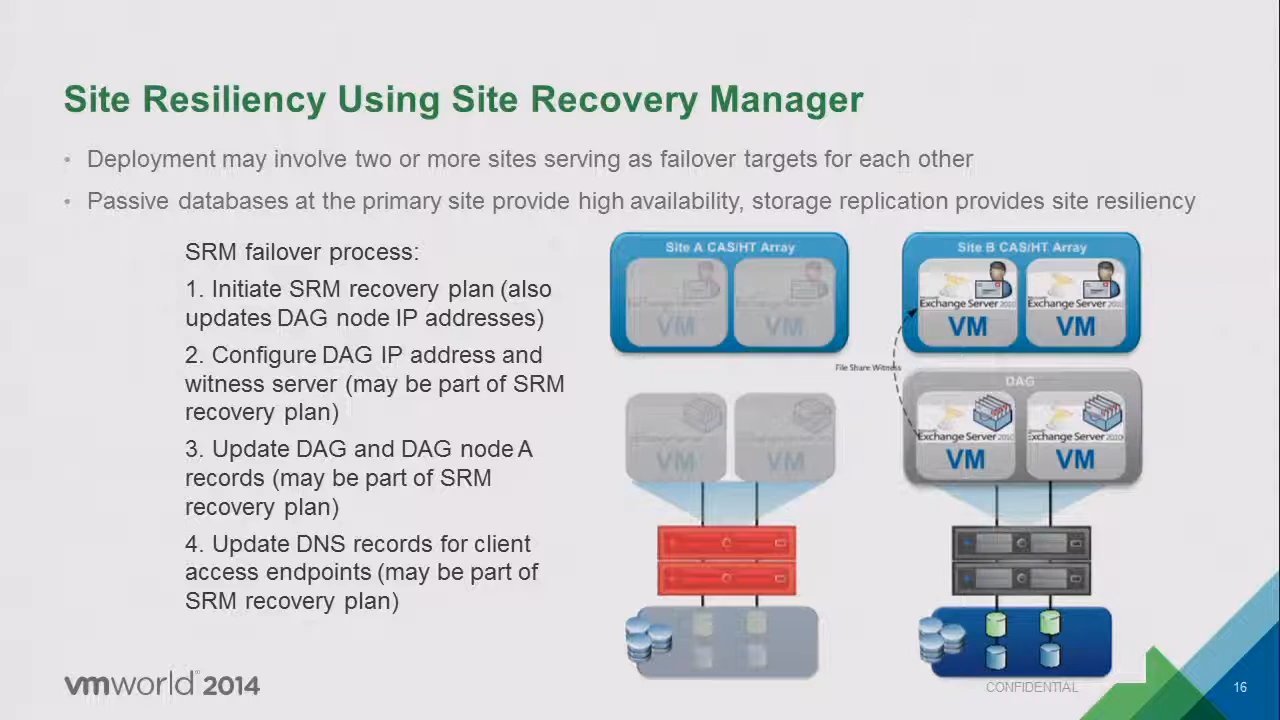 Site Resiliency Using Site Recovery Manager
• Deployment may involve two or more sites serving as failover targets for each other
• Passive databases at the primary site provide high availability, storage replication provides site resiliency
SRM failover process:
1. Initiate SRM recovery plan (also
updates DAG node IP addresses)
2. Configure DAG IP address and
witness server (may be part of SRM
recovery plan)
3. Update DAG and DAG node A
records (may be part of SRM
recovery plan)
4. Update DNS records for client
access endpoints (may be part of
SRM recovery plan)
Site A CAS/HT Array
VM
VM
Site B CAS/HT Array
Exchange Server 2010
Exchange Server 2010
VM
VM
File Share Witness
DAG
VM
VM
Exchange Server 2010
Exchange Server 2010
VM
VM
vmworld® 2014
CONFIDENTIAL
16